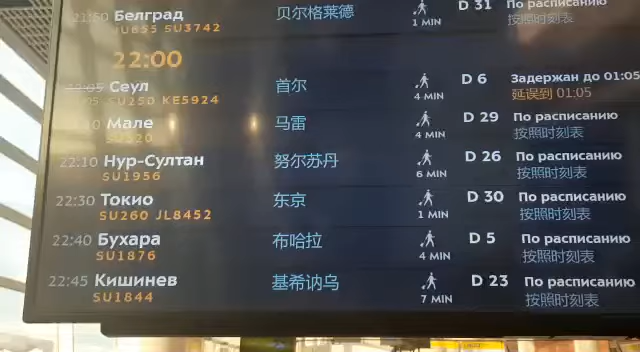 21:50 Белград 贝尔格莱德 1 MIN D 31 По расписанию
JU655 SU3742 按照时刻表
22:00
22:05 Сеул 首尔 4 MIN D 6 Задержан до 01:05
SU250 KE5924 延误到 01:05
Мале 马雷 4 MIN D 29 По расписанию
按照时刻表
22:10 Нур-Султан 努尔苏丹 6 MIN D 26 По расписанию
SU1956 按照时刻表
22:30 Токио 东京 1 MIN D 30 По расписанию
SU260 JL8452 按照时刻表
22:40 Бухара 布哈拉 4 MIN D 5 По расписанию
SU1876 按照时刻表
22:45 Кишинев 基希讷乌 7 MIN D 23 По расписанию
SU1844 按照时刻表